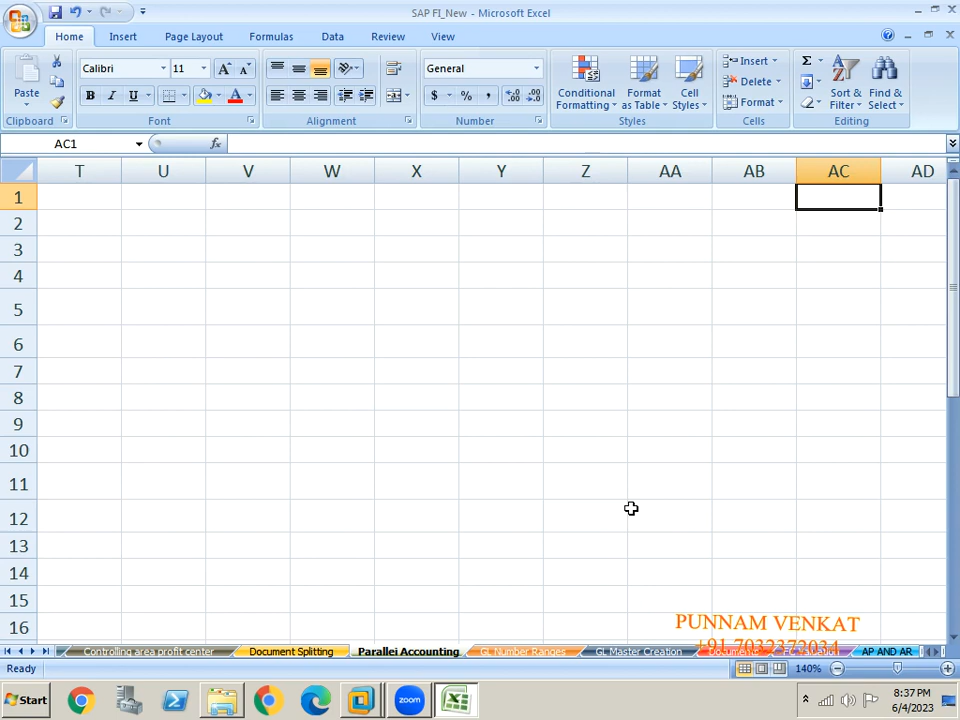 SAP FI_New - Microsoft Excel
Home Insert Page Layout Formulas Data Review View
Paste
Calibri 11
General
Conditional Formatting
Format as Table
Cell Styles
Insert
Delete
Format
Sort & Filter
Find & Select
Clipboard Font Alignment Number Styles Cells Editing
AC1
T U V W X Y Z AA AB AC AD
1
2
3
4
5
6
7
8
9
10
11
12
13
14
15
16
PUNNAM VENKAT
+91 7032372034
Controlling area profit center Document Splitting Parallel Accounting GL Number Ranges GL Master Creation AP AND AR
Ready 140%
Start 8:37 PM
6/4/2023